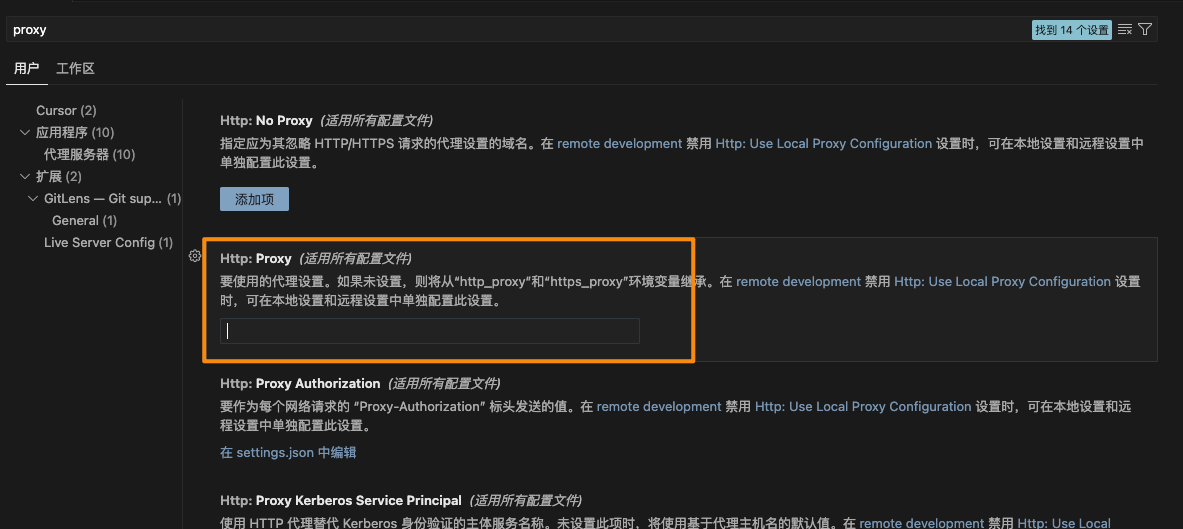 proxy
找到 14 个设置
用户 工作区
Cursor (2)
应用程序 (10)
代理服务器 (10)
扩展 (2)
GitLens — Git sup... (1)
General (1)
Live Server Config (1)
Http: No Proxy (适用所有配置文件)
指定应为其忽略 HTTP/HTTPS 请求的代理设置的域名。在 remote development 禁用 Http: Use Local Proxy Configuration 设置时，可在本地设置和远程设置中
单独配置此设置。
添加项
Http: Proxy (适用所有配置文件)
要使用的代理设置。如果未设置，则将从“http_proxy”和“https_proxy”环境变量继承。在 remote development 禁用 Http: Use Local Proxy Configuration 设置
时，可在本地设置和远程设置中单独配置此设置。
Http: Proxy Authorization (适用所有配置文件)
要作为每个网络请求的 “Proxy-Authorization” 标头发送的值。在 remote development 禁用 Http: Use Local Proxy Configuration 设置时，可在本地设置和远
程设置中单独配置此设置。
在 settings.json 中编辑
Http: Proxy Kerberos Service Principal (适用所有配置文件)
使用 HTTP 代理替代 Kerberos 身份验证的主体服务名称。未设置此项时，将使用基于代理主机名的默认值。在 remote development 禁用 Http: Use Local